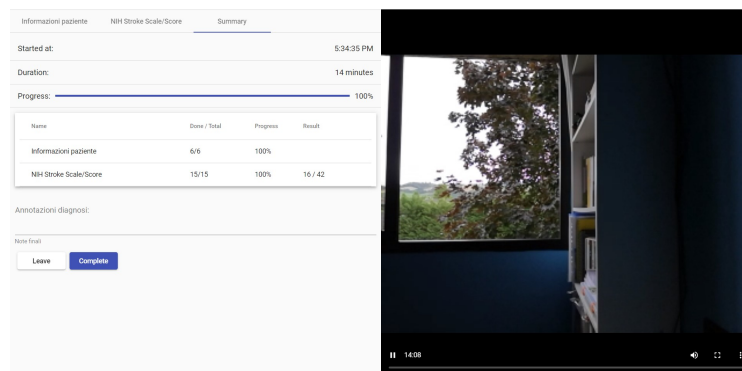 Informazioni paziente NIH Stroke Scale/Score Summary
Started at: 5:34:35 PM
Duration: 14 minutes
Progress: 100%
Name Done / Total Progress Result
Informazioni paziente 6/6 100%
NIH Stroke Scale/Score 15/15 100% 16 / 42
Annotazioni diagnosi:
Note finali
Leave Complete
14:08